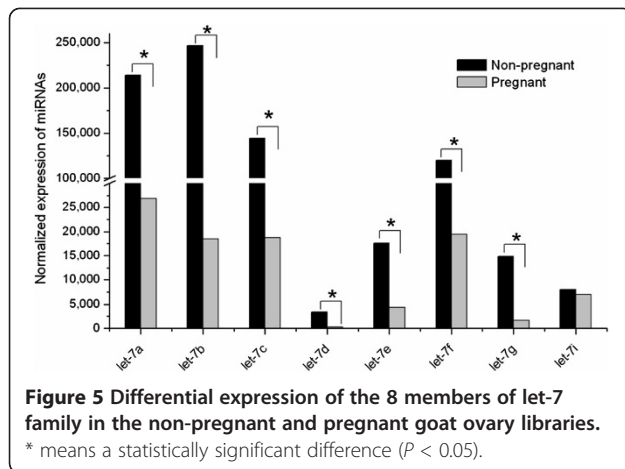 250,000
200,000
150,000
100,000
25,000
20,000
15,000
10,000
5,000
0
Normalized expression of miRNAs
Non-pregnant
Pregnant
*
*
*
*
*
*
*
let-7a
let-7b
let-7c
let-7d
let-7e
let-7f
let-7g
let-7i
Figure 5 Differential expression of the 8 members of let-7
family in the non-pregnant and pregnant goat ovary libraries.
* means a statistically significant difference (P < 0.05).